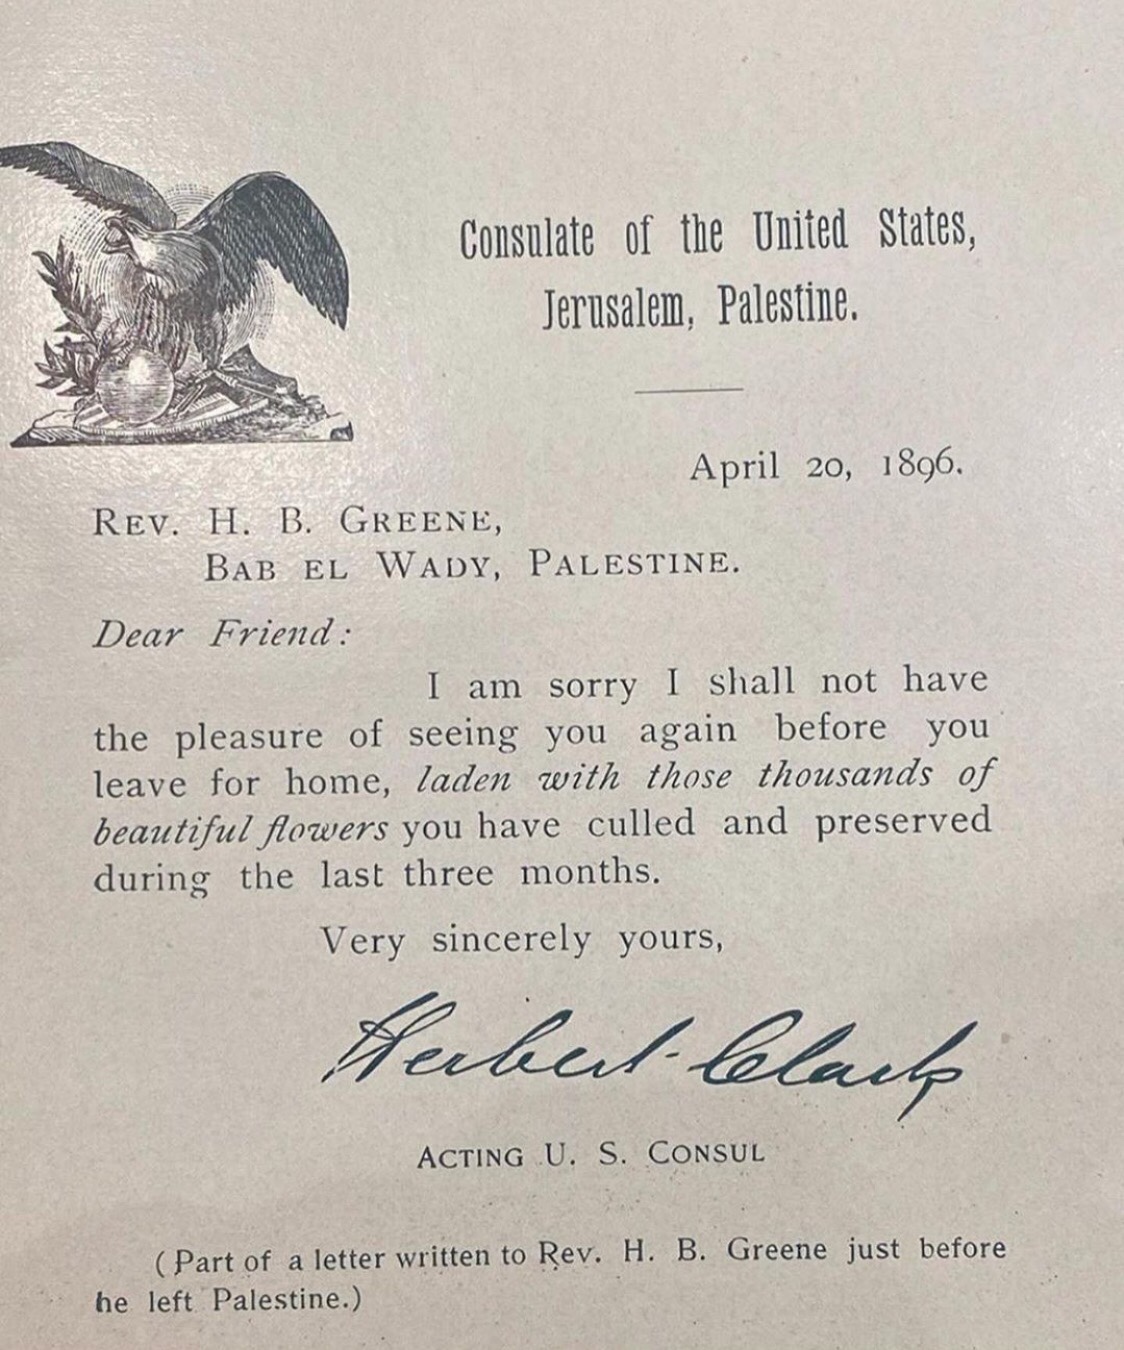 Consulate of the United States,
Jerusalem, Palestine.
April 20, 1896.
REV. H. B. GREENE,
BAB EL WADY, PALESTINE.
Dear Friend:
I am sorry I shall not have
the pleasure of seeing you again before you
leave for home, laden with those thousands of
beautiful flowers you have culled and preserved
during the last three months.
Very sincerely yours,
Herbert Clark
ACTING U. S. CONSUL
(Part of a letter written to Rev. H. B. Greene just before
he left Palestine.)